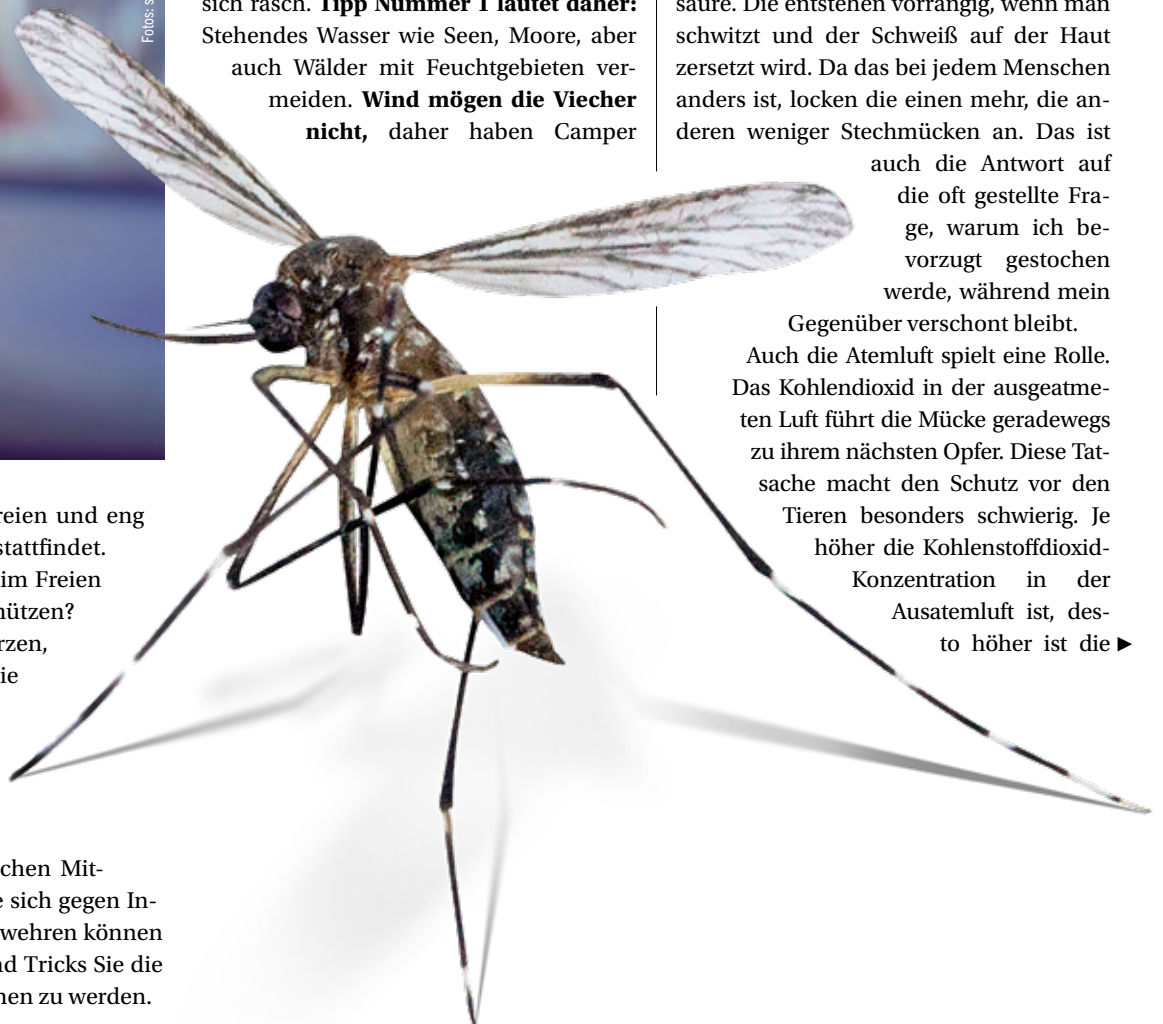 Fotos: s
reien und eng
stattfindet.
im Freien
nützen?
rzen,
ie
chen Mit-
e sich gegen In-
wehren können
nd Tricks Sie die
hen zu werden.
sich rasch. Tipp Nummer 1 lautet daher:
Stehendes Wasser wie Seen, Moore, aber
auch Wälder mit Feuchtgebieten ver-
meiden. Wind mögen die Viecher
nicht, daher haben Camper
säure. Die entstehen vorrangig, wenn man
schwitzt und der Schweiß auf der Haut
zersetzt wird. Da das bei jedem Menschen
anders ist, locken die einen mehr, die an-
deren weniger Stechmücken an. Das ist
auch die Antwort auf
die oft gestellte Fra-
ge, warum ich be-
vorzugt gestochen
werde, während mein
Gegenüber verschont bleibt.
Auch die Atemluft spielt eine Rolle.
Das Kohlendioxid in der ausgeatme-
ten Luft führt die Mücke geradewegs
zu ihrem nächsten Opfer. Diese Tat-
sache macht den Schutz vor den
Tieren besonders schwierig. Je
höher die Kohlenstoffdioxid-
Konzentration in der
Ausatemluft ist, des-
to höher ist die ▶